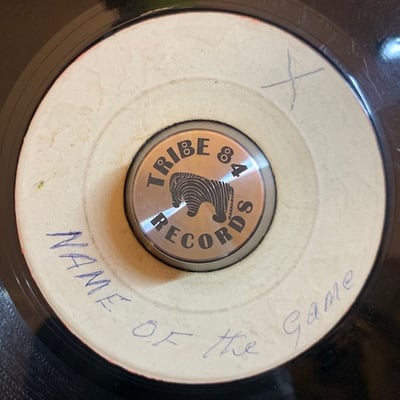 X
TRIBE 84
RECORDS
NAME OF the game